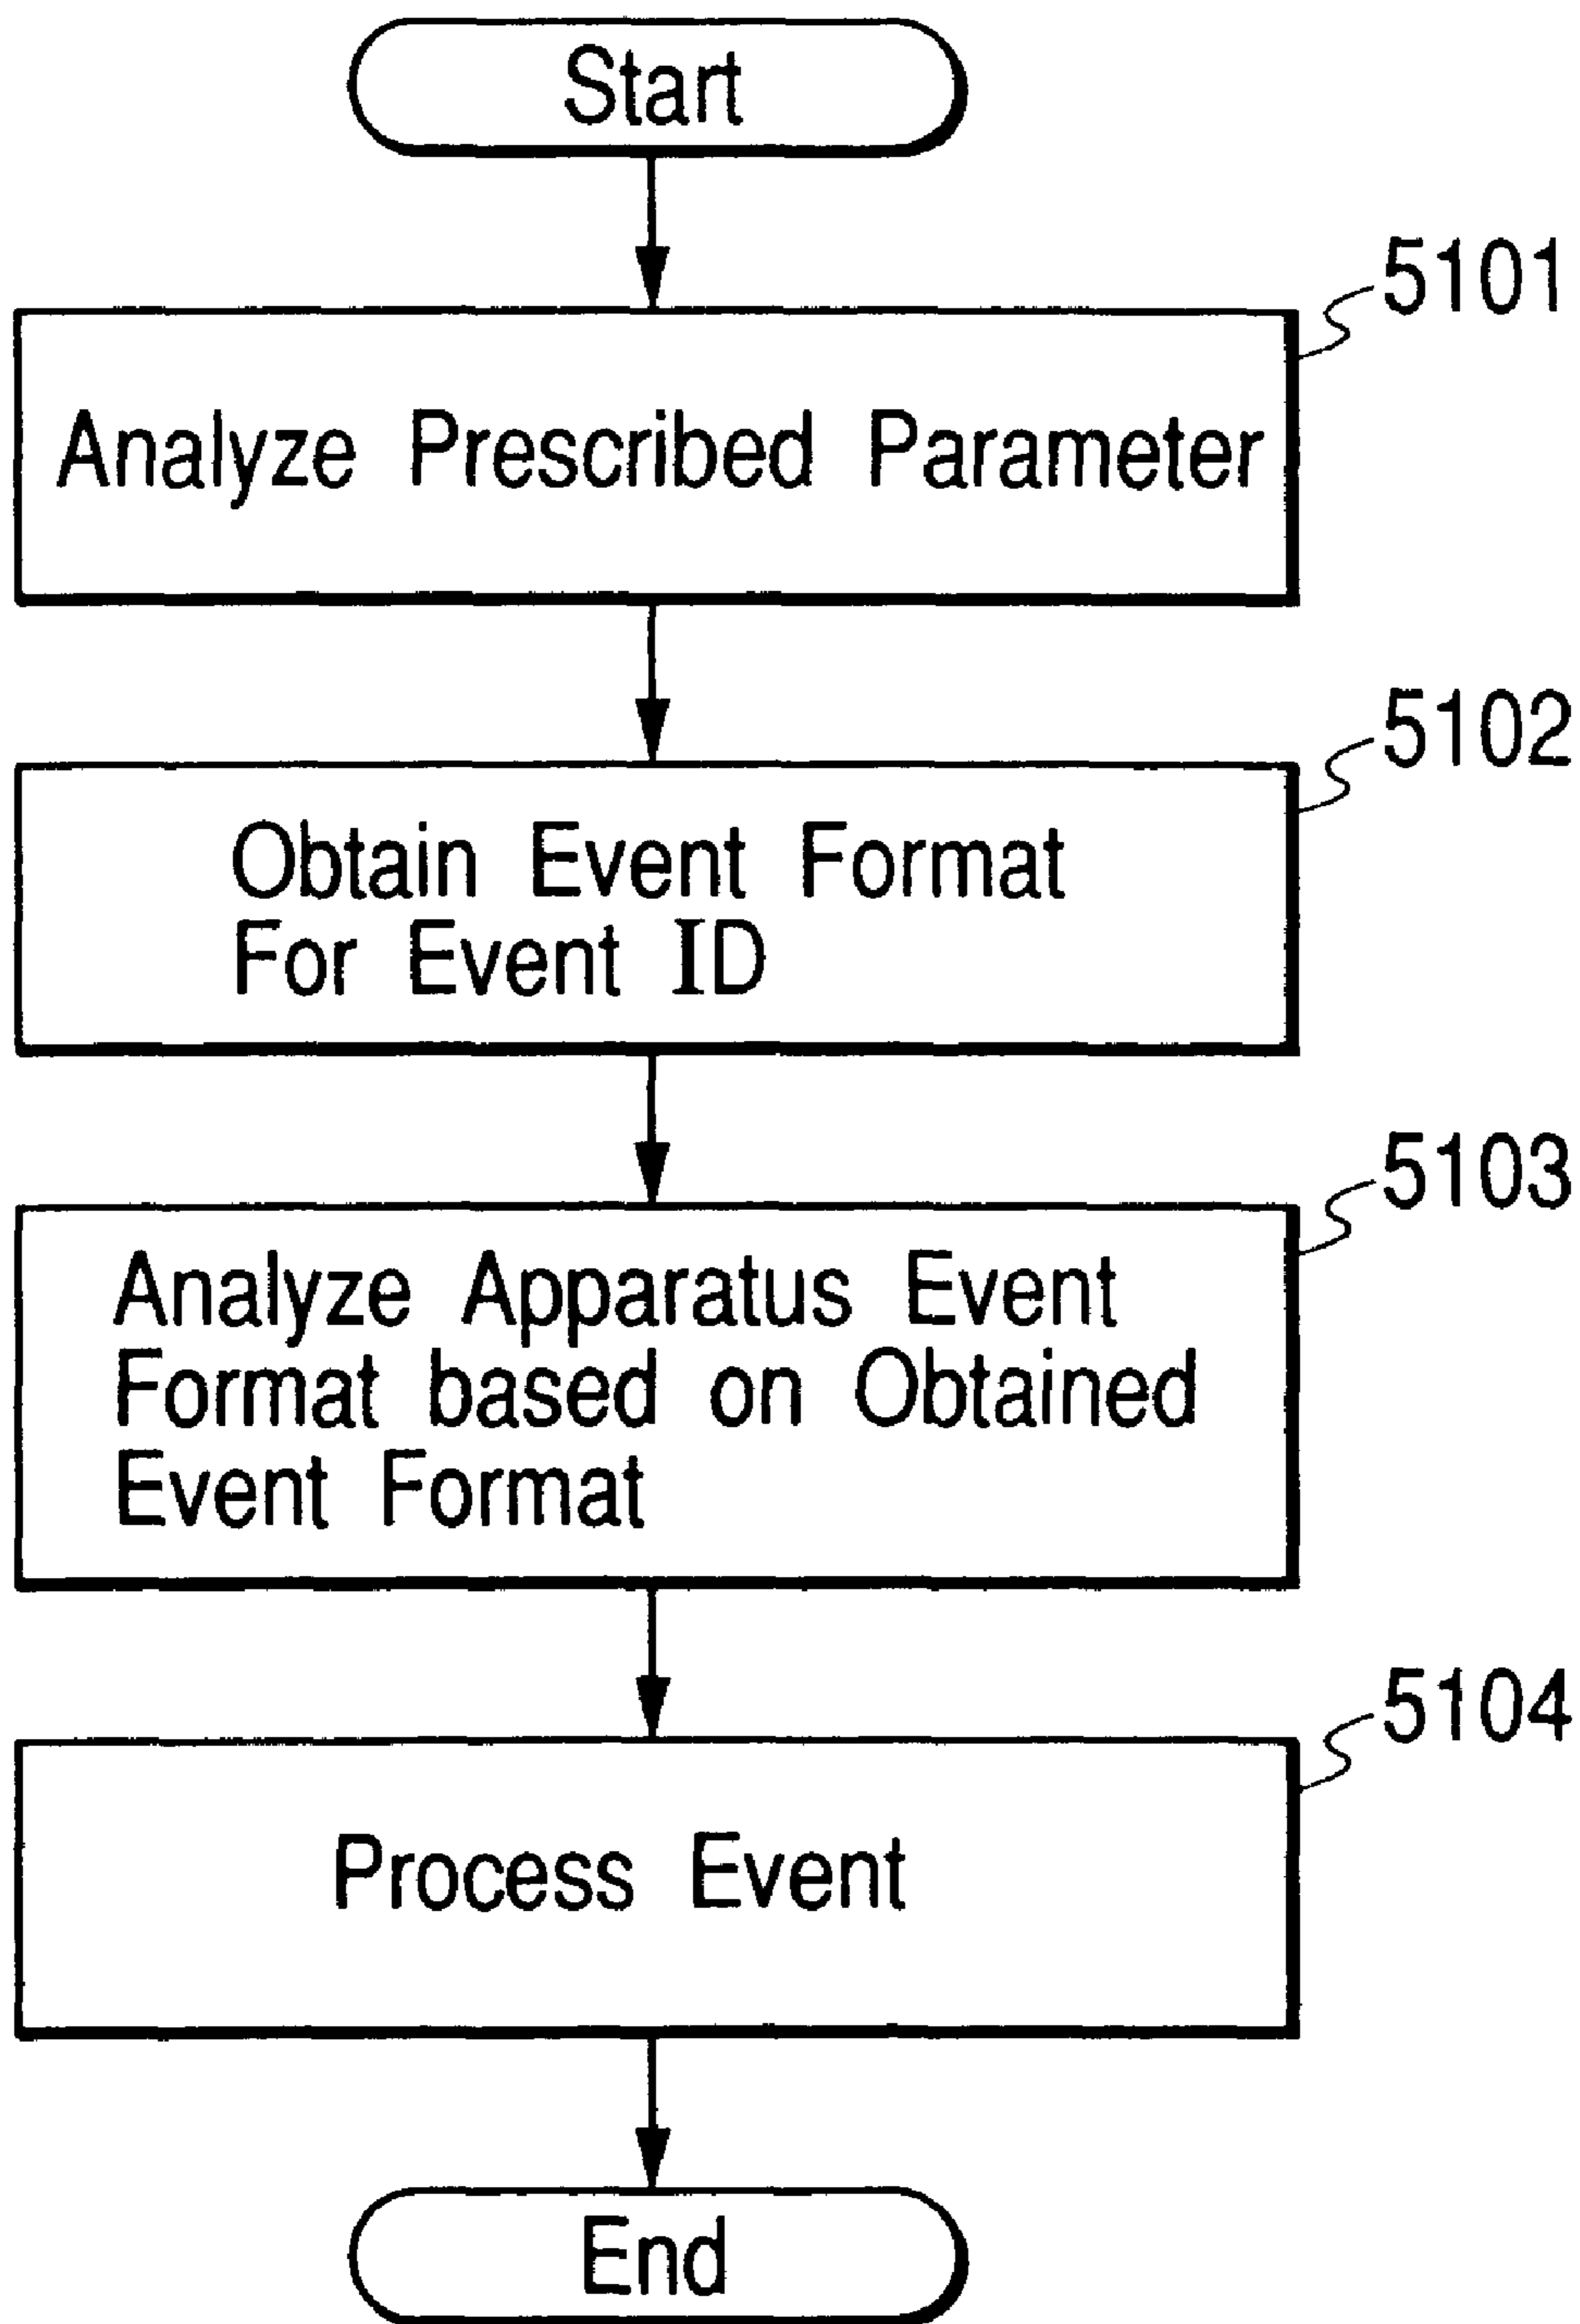 Start
5101
Analyze Prescribed Parameter
5102
Obtain Event Format
For Event ID
5103
Analyze Apparatus Event
Format based on Obtained
Event Format
5104
Process Event
End